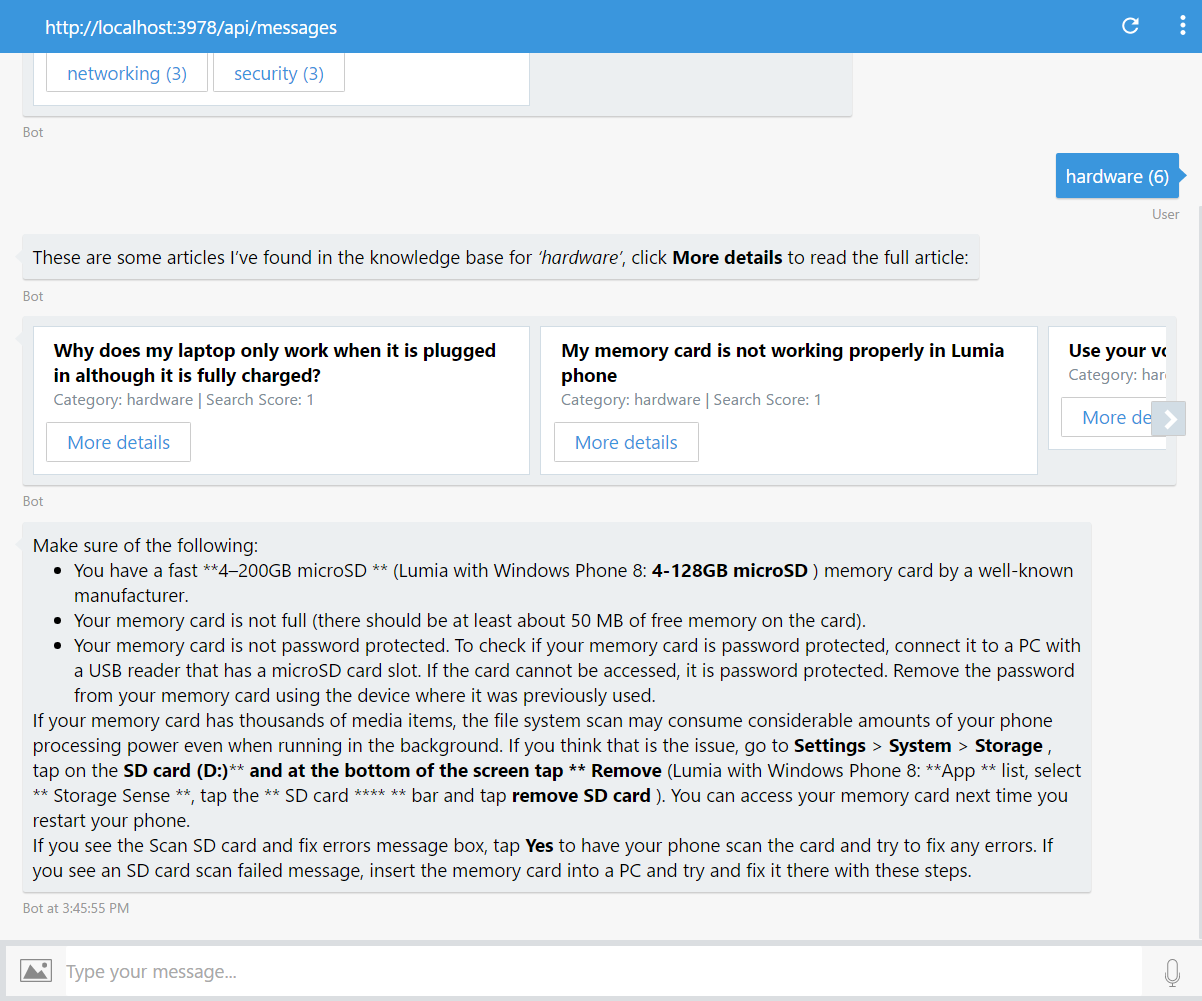 http://localhost:3978/api/messages
networking (3) security (3)
Bot
hardware (6)
User
These are some articles I’ve found in the knowledge base for ‘hardware’, click More details to read the full article:
Bot
Why does my laptop only work when it is plugged
in although it is fully charged?
Category: hardware | Search Score: 1
More details
My memory card is not working properly in Lumia
phone
Category: hardware | Search Score: 1
More details
Use your
Category:
More
Bot
Make sure of the following:
You have a fast **4–200GB microSD ** (Lumia with Windows Phone 8: 4-128GB microSD ) memory card by a well-known
manufacturer.
Your memory card is not full (there should be at least about 50 MB of free memory on the card).
Your memory card is not password protected. To check if your memory card is password protected, connect it to a PC with
a USB reader that has a microSD card slot. If the card cannot be accessed, it is password protected. Remove the password
from your memory card using the device where it was previously used.
If your memory card has thousands of media items, the file system scan may consume considerable amounts of your phone
processing power even when running in the background. If you think that is the issue, go to Settings > System > Storage ,
tap on the SD card (D:)** and at the bottom of the screen tap ** Remove (Lumia with Windows Phone 8: **App ** list, select
** Storage Sense **, tap the ** SD card **** ** bar and tap remove SD card ). You can access your memory card next time you
restart your phone.
If you see the Scan SD card and fix errors message box, tap Yes to have your phone scan the card and try to fix any errors. If
you see an SD card scan failed message, insert the memory card into a PC and try and fix it there with these steps.
Bot at 3:45:55 PM
Type your message...